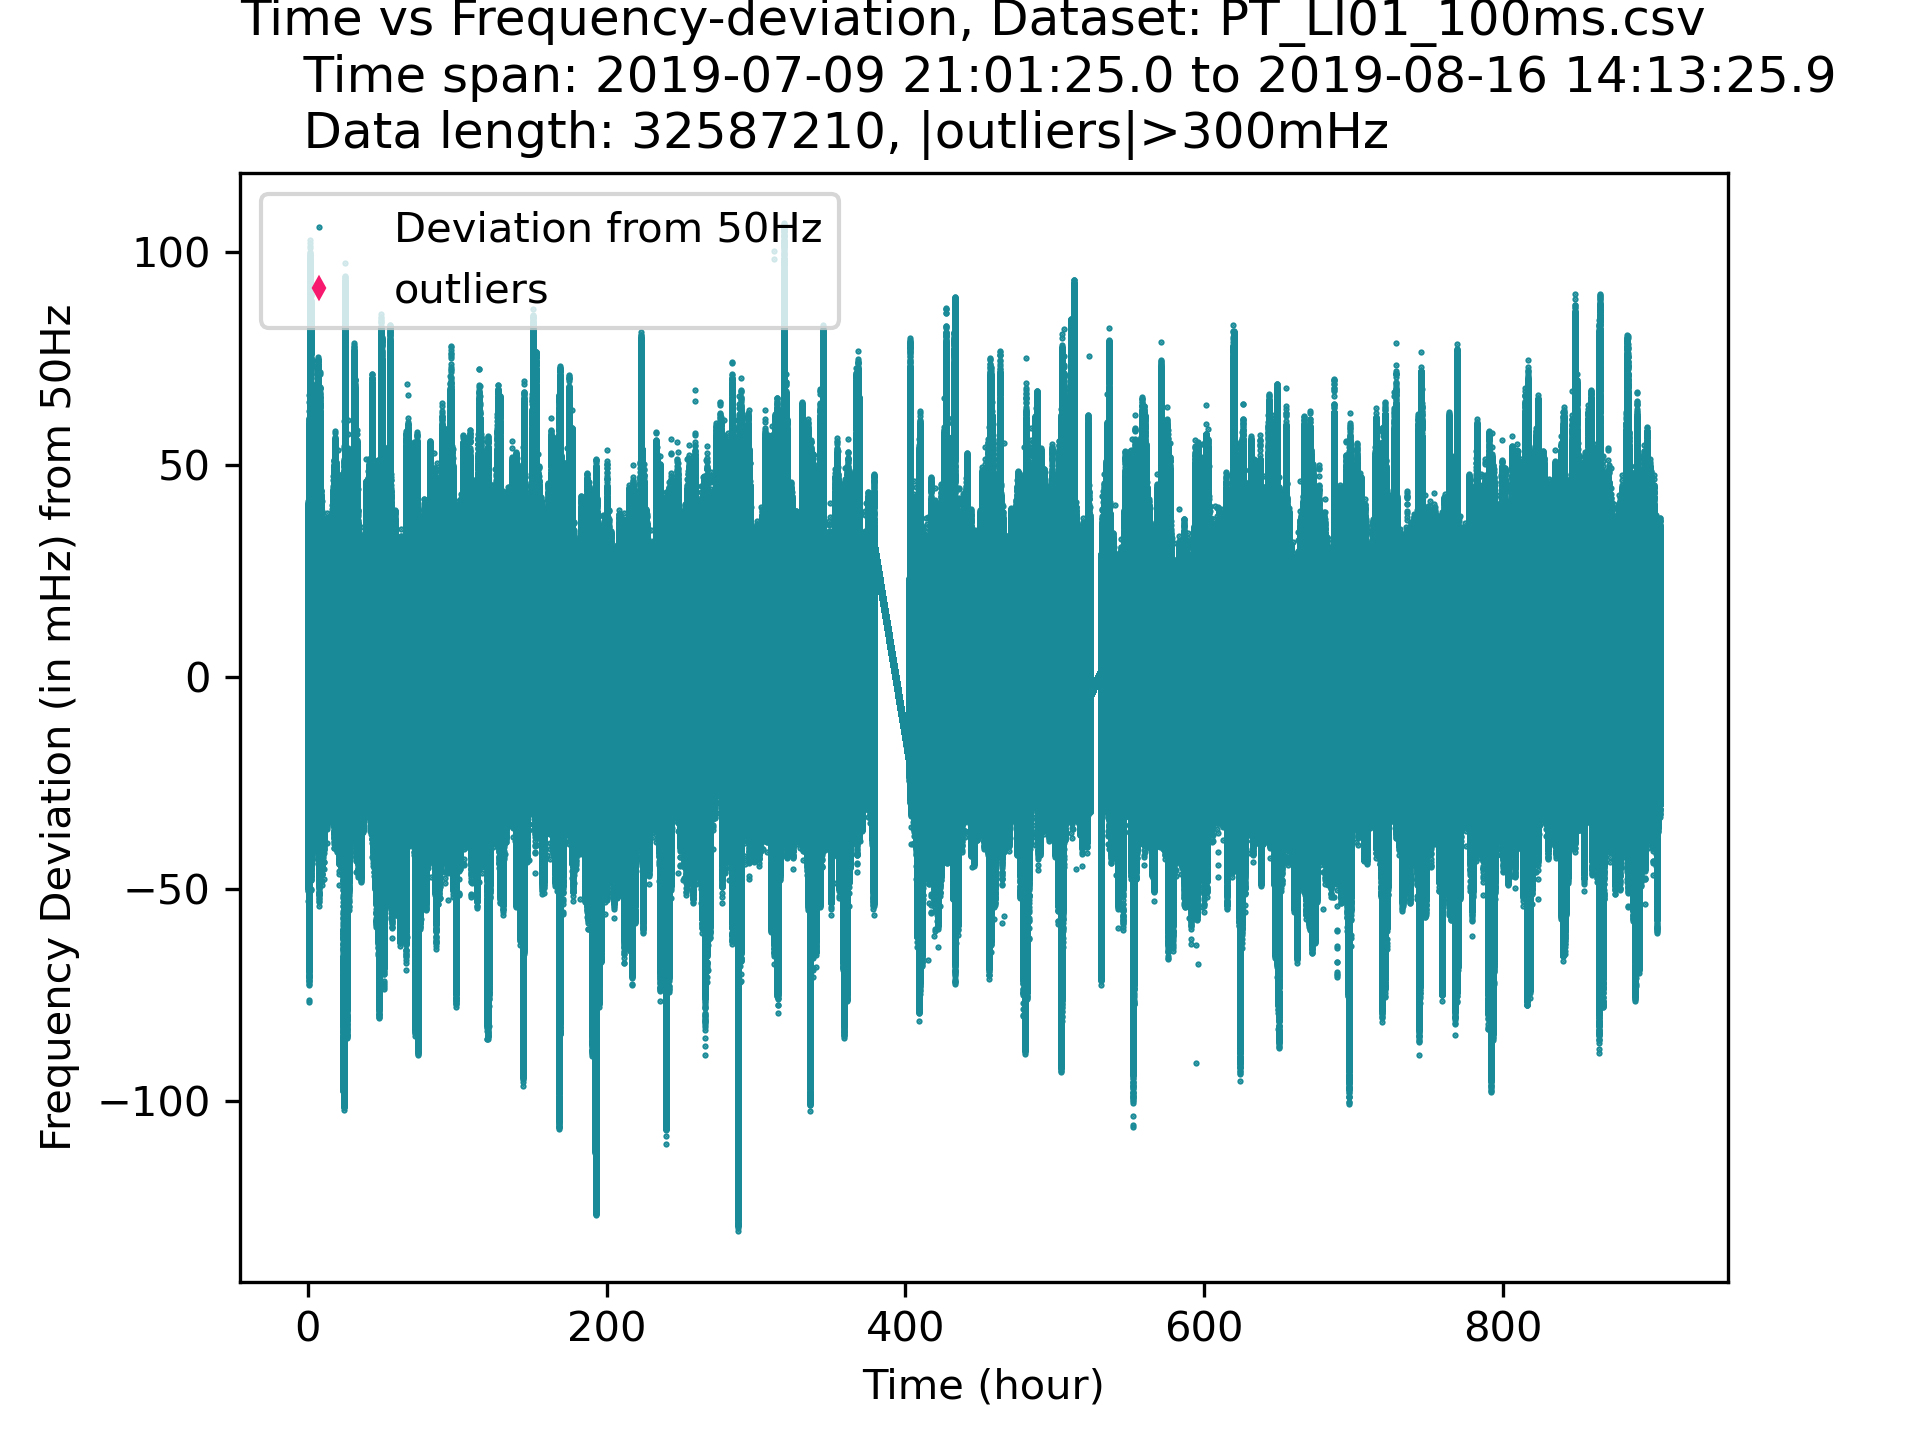 Time vs Frequency-deviation, Dataset: PT_LI01_100ms.csv
Time span: 2019-07-09 21:01:25.0 to 2019-08-16 14:13:25.9
Data length: 32587210, |outliers|>300mHz
Deviation from 50Hz
outliers
100
50
0
−50
−100
Frequency Deviation (in mHz) from 50Hz
0 200 400 600 800
Time (hour)